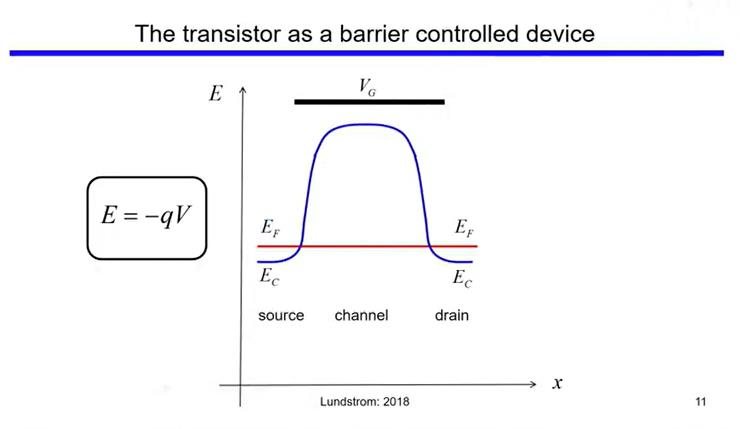 The transistor as a barrier controlled device
E
V_G
E = −qV
E_F
E_F
E_C
E_C
source
channel
drain
x
Lundstrom: 2018
11